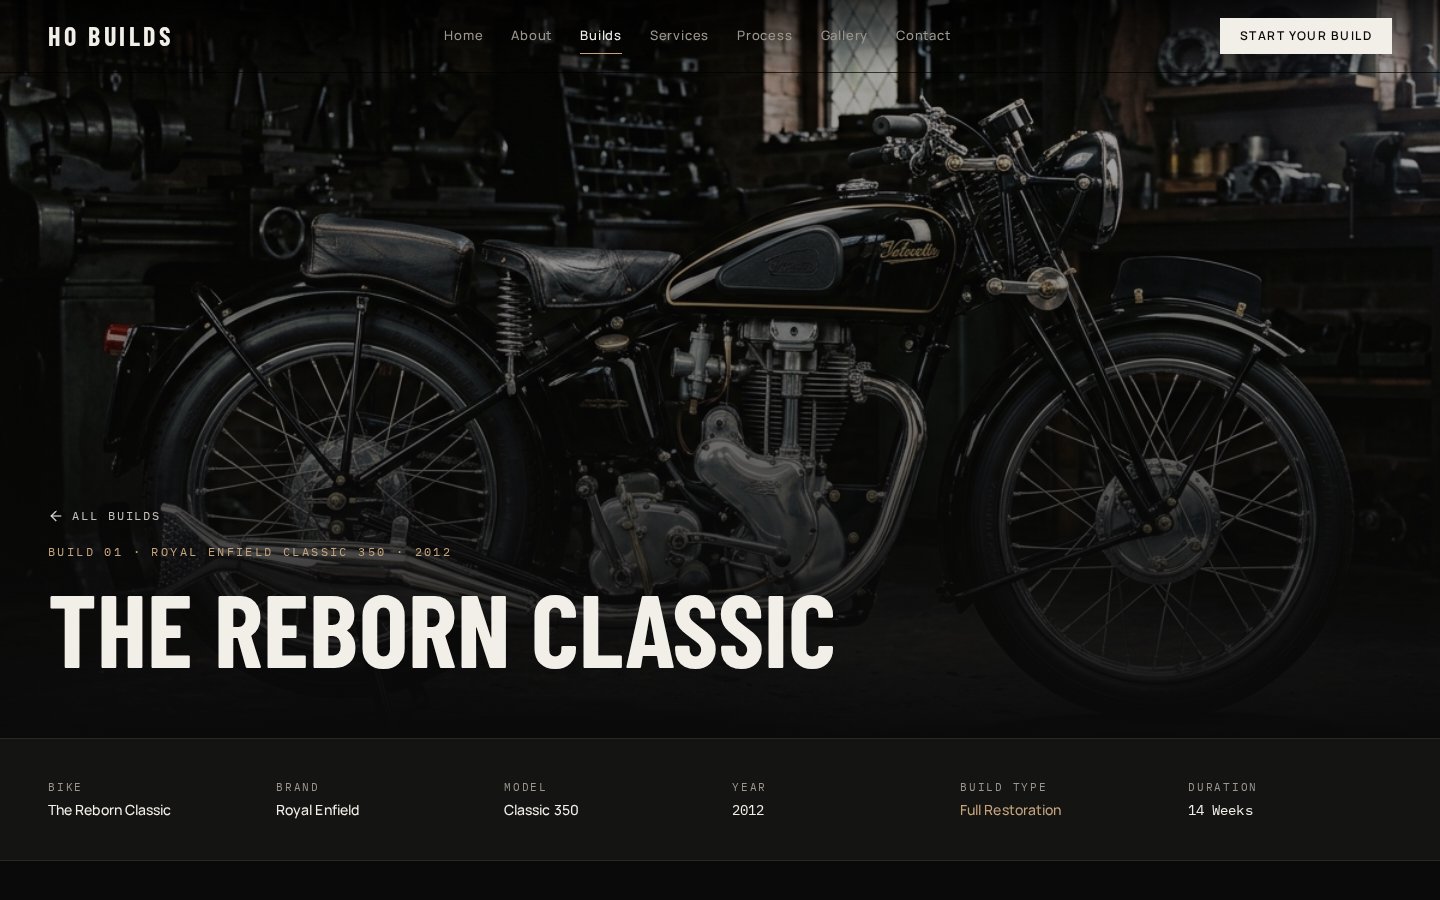 HO BUILDS
Home
About
Builds
Services
Process
Gallery
Contact
START YOUR BUILD
Velocette
← ALL BUILDS
BUILD 01 · ROYAL ENFIELD CLASSIC 350 · 2012
THE REBORN CLASSIC
BIKE
The Reborn Classic
BRAND
Royal Enfield
MODEL
Classic 350
YEAR
2012
BUILD TYPE
Full Restoration
DURATION
14 Weeks